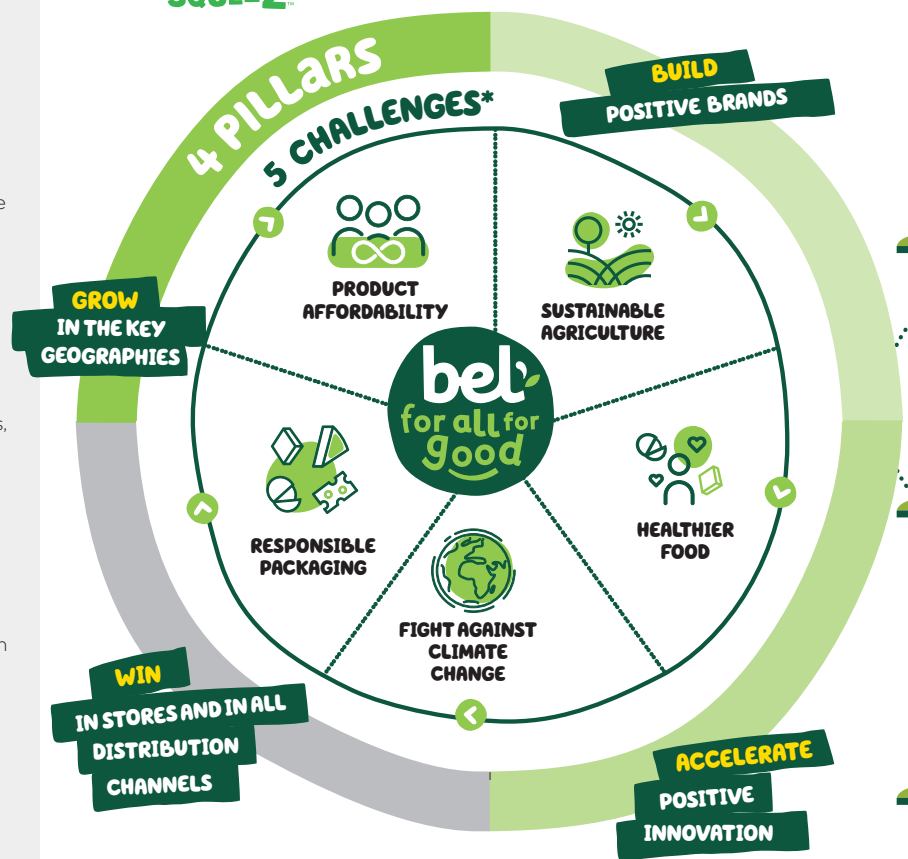 4 PILLARS
5 CHALLENGES*
BUILD
POSITIVE BRANDS
PRODUCT
AFFORDABILITY
SUSTAINABLE
AGRICULTURE
GROW
IN THE KEY
GEOGRAPHIES
bel
for all for
good
HEALTHIER
FOOD
RESPONSIBLE
PACKAGING
FIGHT AGAINST
CLIMATE
CHANGE
WIN
IN STORES AND IN ALL
DISTRIBUTION
CHANNELS
ACCELERATE
POSITIVE
INNOVATION